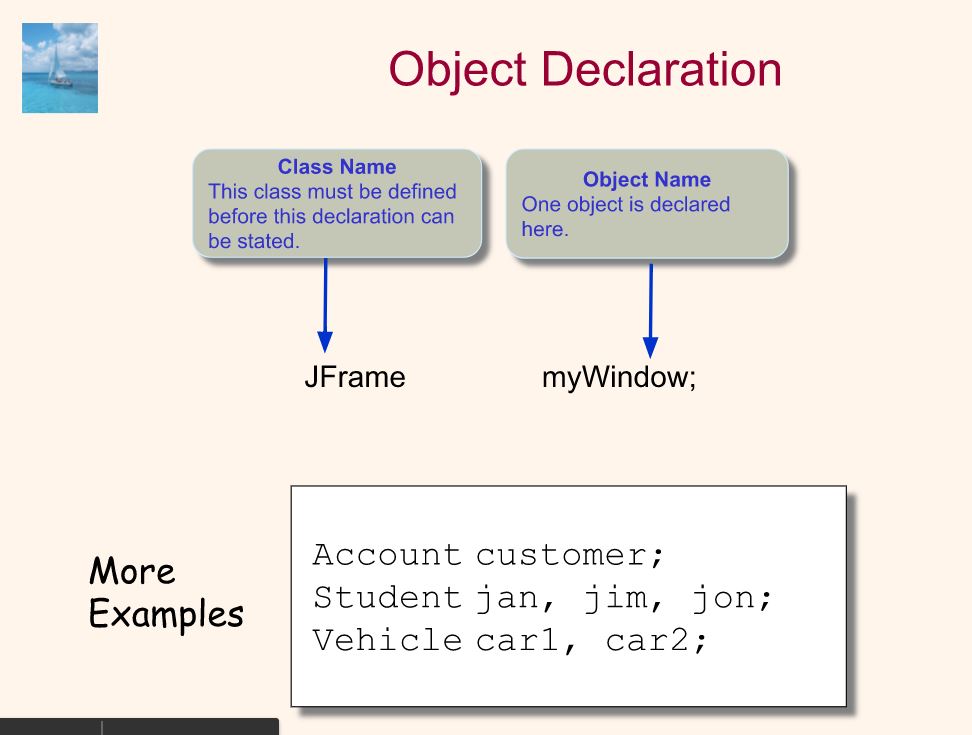 Object Declaration
Class Name
This class must be defined
before this declaration can
be stated.
Object Name
One object is declared
here.
JFrame myWindow;
More
Examples
Account customer;
Student jan, jim, jon;
Vehicle car1, car2;